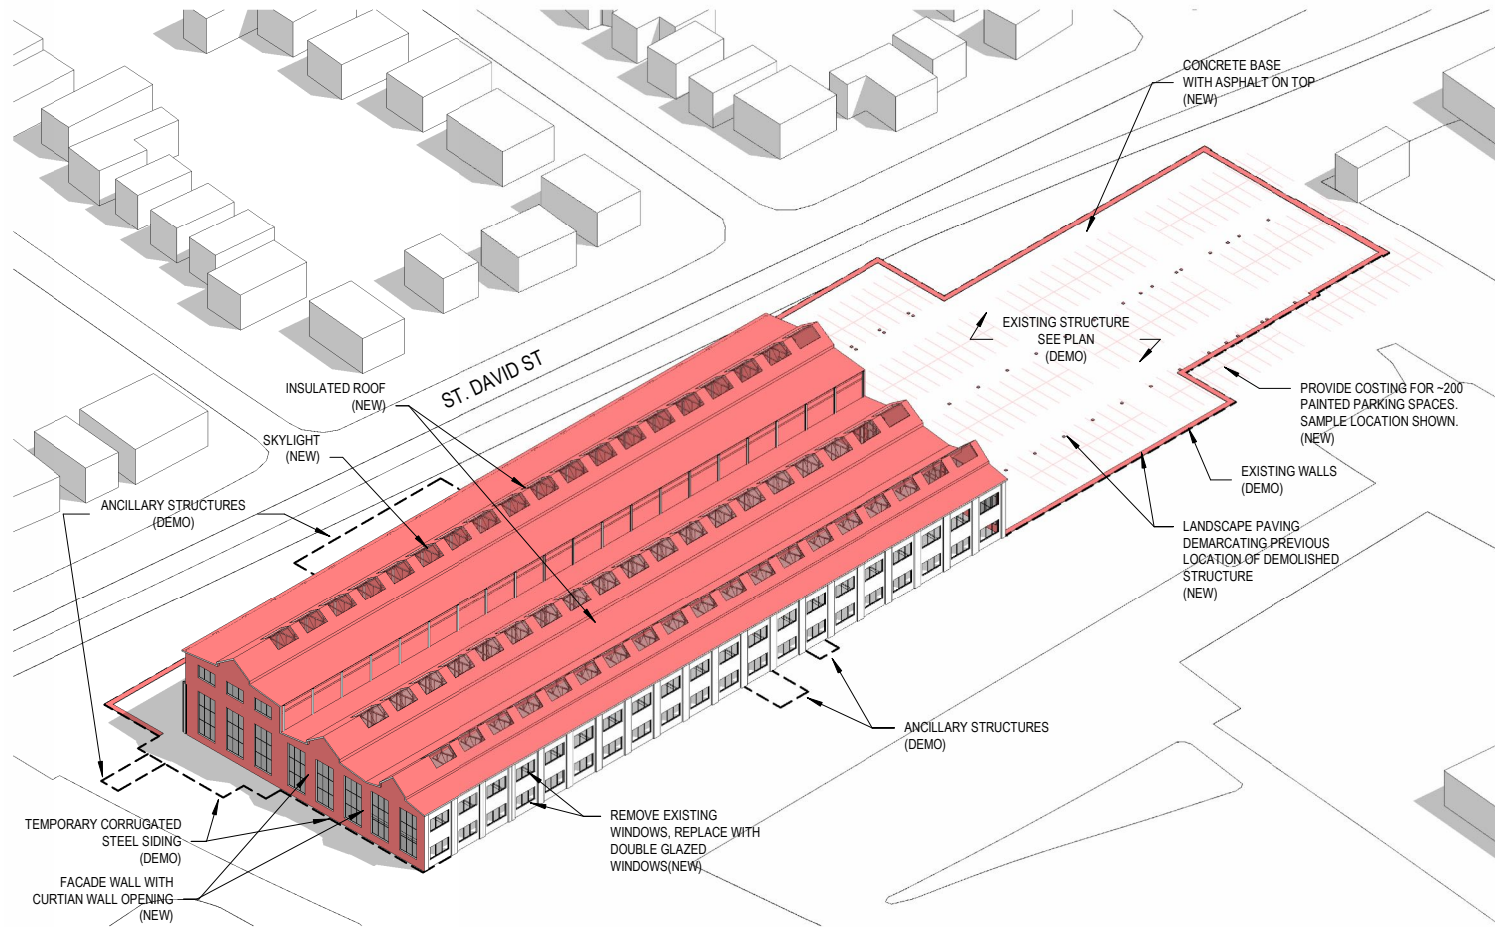 CONCRETE BASE
WITH ASPHALT ON TOP
(NEW)
EXISTING STRUCTURE
SEE PLAN
(DEMO)
ST. DAVID ST
INSULATED ROOF
(NEW)
PROVIDE COSTING FOR ~200
PAINTED PARKING SPACES.
SAMPLE LOCATION SHOWN.
(NEW)
SKYLIGHT
(NEW)
EXISTING WALLS
(DEMO)
ANCILLARY STRUCTURES
(DEMO)
LANDSCAPE PAVING
DEMARCATING PREVIOUS
LOCATION OF DEMOLISHED
STRUCTURE
(NEW)
ANCILLARY STRUCTURES
(DEMO)
TEMPORARY CORRUGATED
STEEL SIDING
(DEMO)
REMOVE EXISTING
WINDOWS, REPLACE WITH
DOUBLE GLAZED
WINDOWS(NEW)
FACADE WALL WITH
CURTIAN WALL OPENING
(NEW)